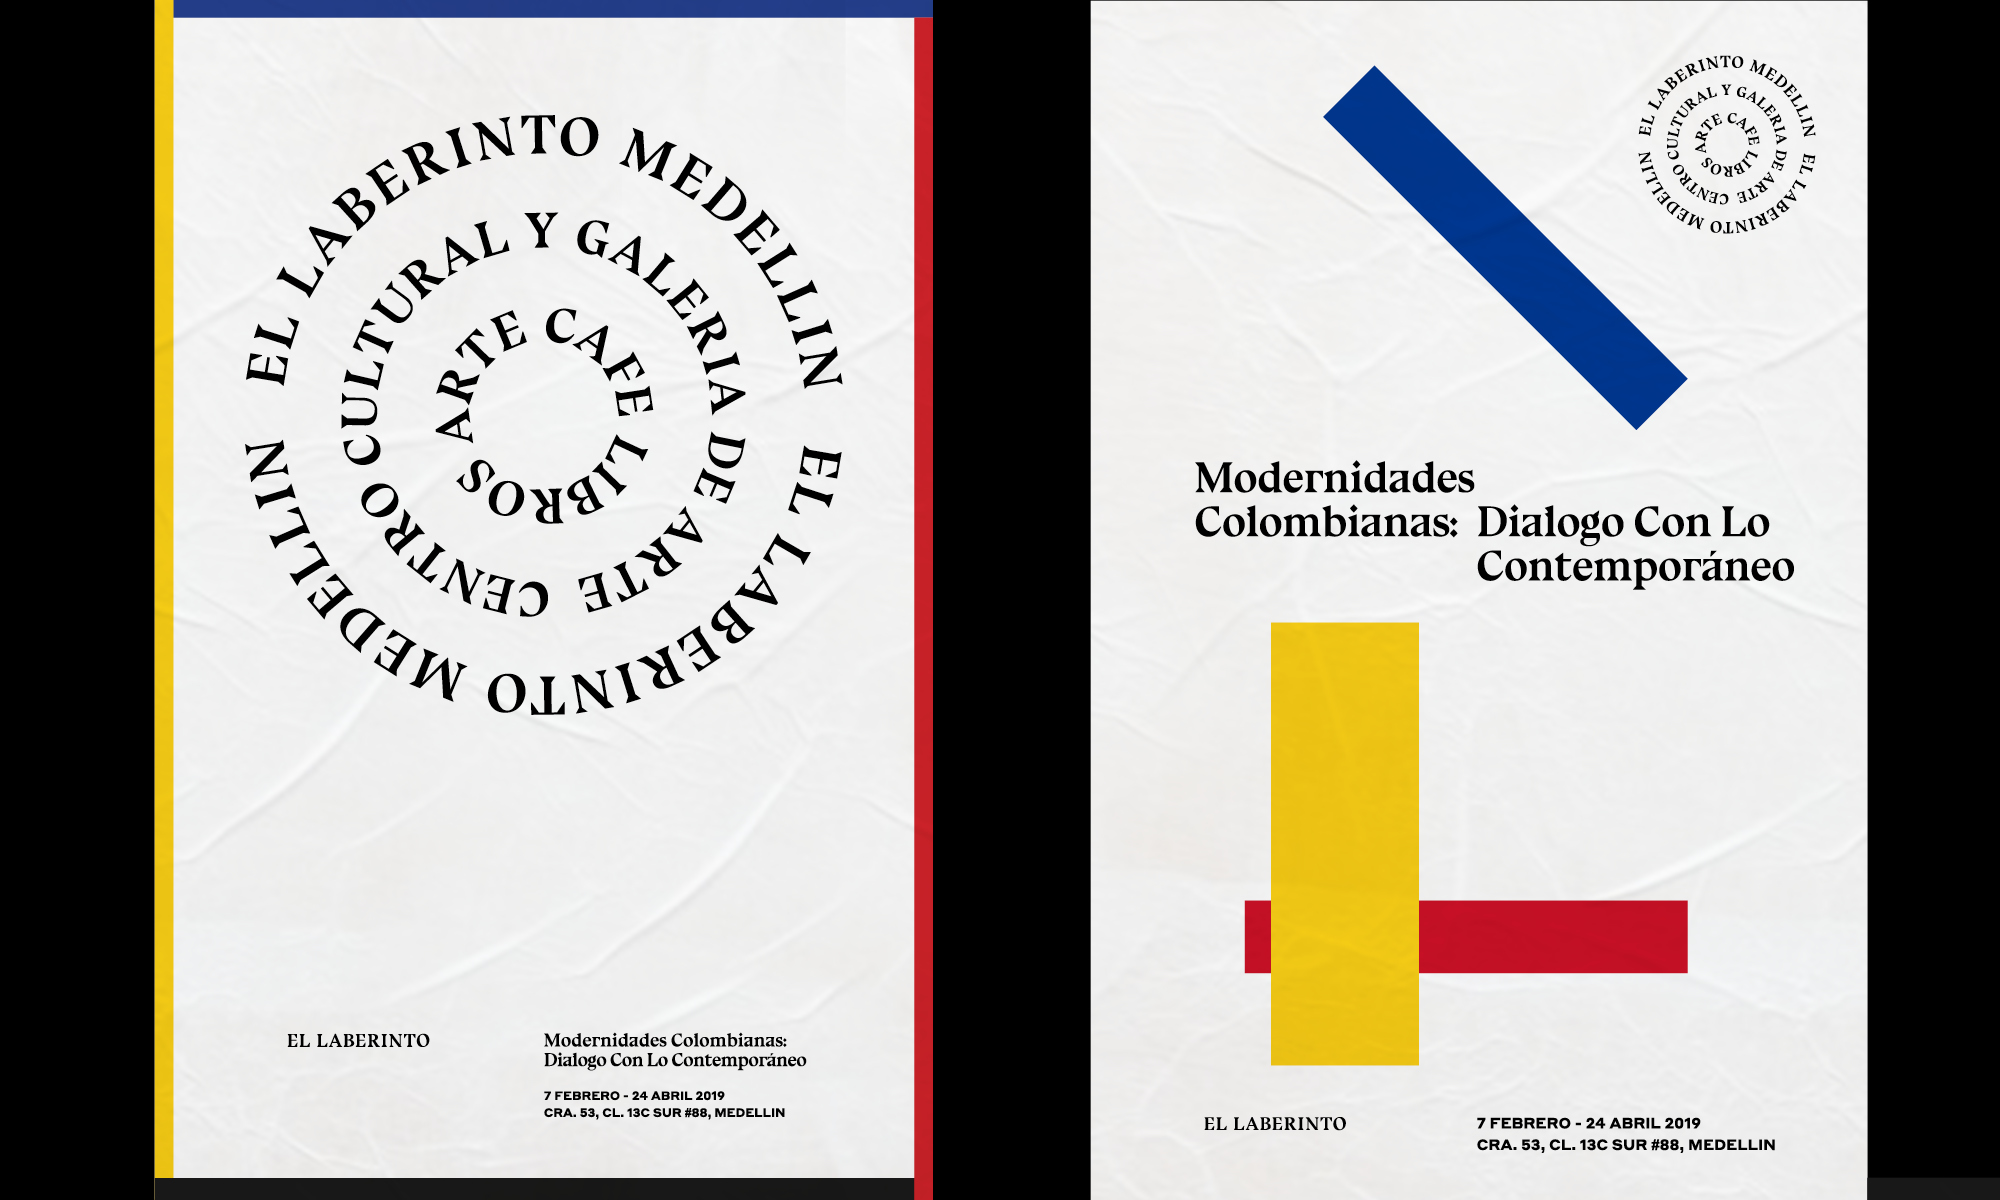 EL LABERINTO MEDELLIN EL LABERINTO MEDELLIN
CENTRO CULTURAL Y GALERIA DE ARTE
ARTE CAFE LIBROS
EL LABERINTO
Modernidades Colombianas:
Dialogo Con Lo Contemporáneo
7 FEBRERO - 24 ABRIL 2019
CRA. 53, CL. 13C SUR #88, MEDELLIN
EL LABERINTO MEDELLIN EL LABERINTO MEDELLIN
CENTRO CULTURAL Y GALERIA DE ARTE
ARTE CAFE LIBROS
Modernidades
Colombianas: Dialogo Con Lo
Contemporáneo
EL LABERINTO
7 FEBRERO - 24 ABRIL 2019
CRA. 53, CL. 13C SUR #88, MEDELLIN